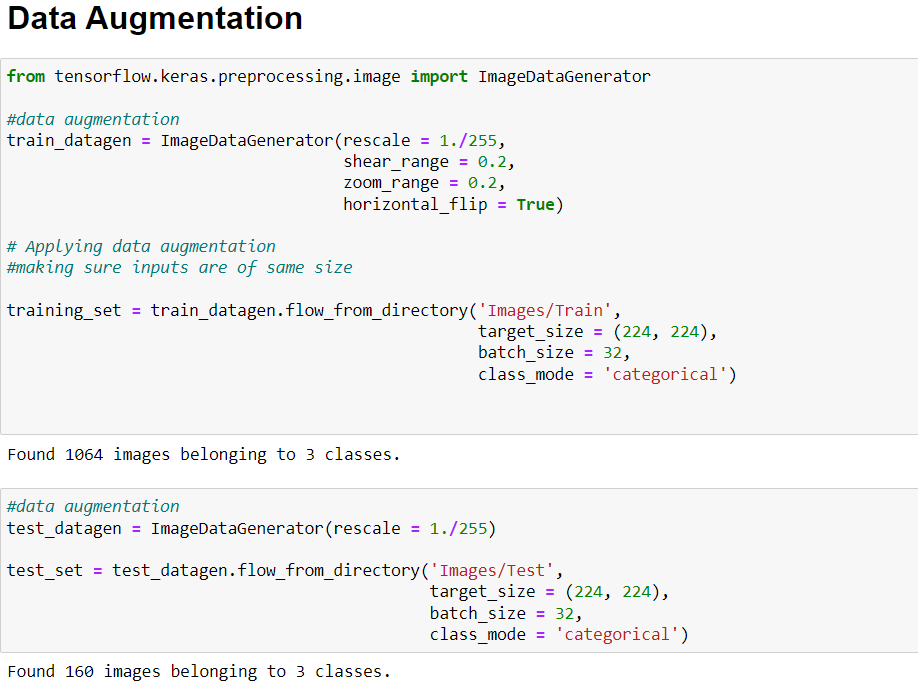 Data Augmentation
from tensorflow.keras.preprocessing.image import ImageDataGenerator
#data augmentation
train_datagen = ImageDataGenerator(rescale = 1./255,
shear_range = 0.2,
zoom_range = 0.2,
horizontal_flip = True)
# Applying data augmentation
#making sure inputs are of same size
training_set = train_datagen.flow_from_directory('Images/Train',
target_size = (224, 224),
batch_size = 32,
class_mode = 'categorical')
Found 1064 images belonging to 3 classes.
#data augmentation
test_datagen = ImageDataGenerator(rescale = 1./255)
test_set = test_datagen.flow_from_directory('Images/Test',
target_size = (224, 224),
batch_size = 32,
class_mode = 'categorical')
Found 160 images belonging to 3 classes.